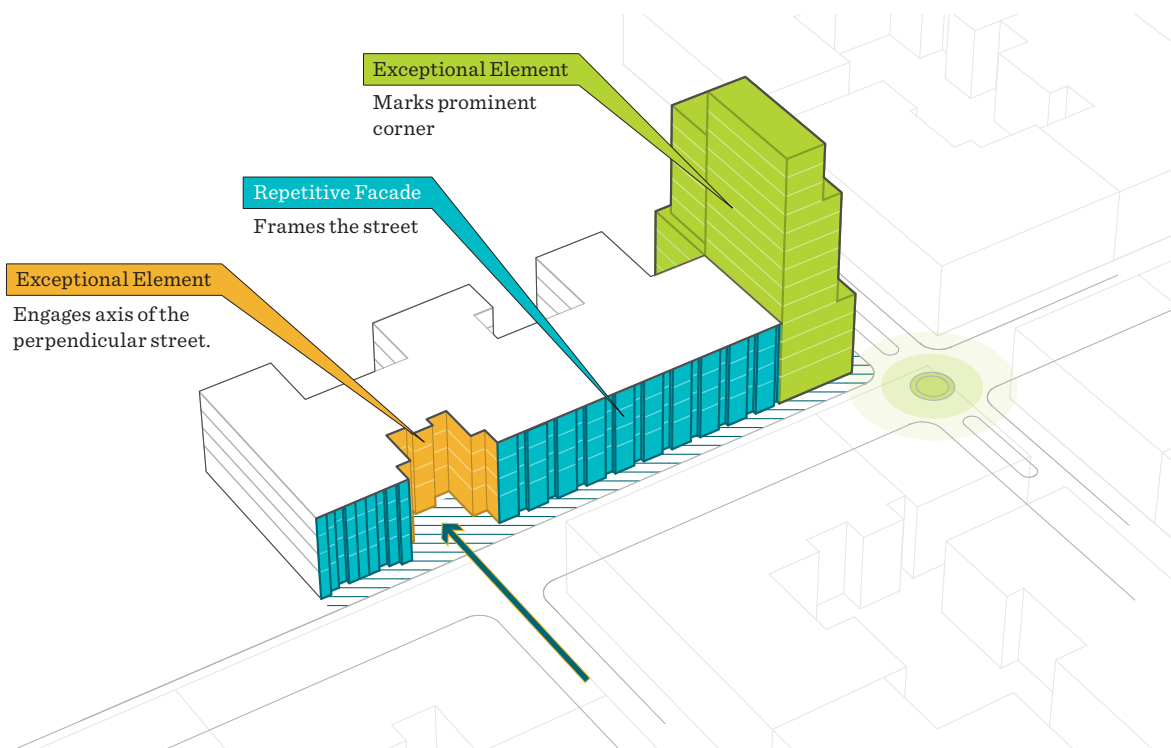 Exceptional Element
Marks prominent
corner
Repetitive Facade
Frames the street
Exceptional Element
Engages axis of the
perpendicular street.